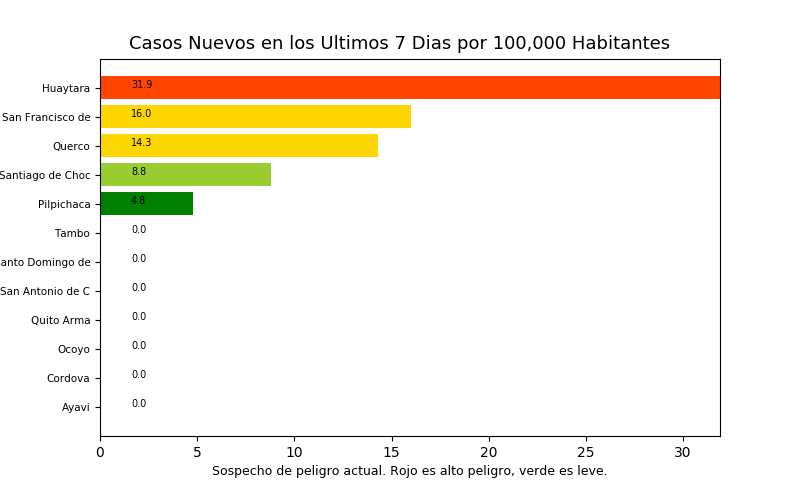 Casos Nuevos en los Ultimos 7 Dias por 100,000 Habitantes
Huaytara 31.9
San Francisco de 16.0
Querco 14.3
Santiago de Choc 8.8
Pilpichaca 4.8
Tambo 0.0
anto Domingo de 0.0
San Antonio de C 0.0
Quito Arma 0.0
Ocoyo 0.0
Cordova 0.0
Ayavi 0.0
0 5 10 15 20 25 30
Sospecho de peligro actual. Rojo es alto peligro, verde es leve.